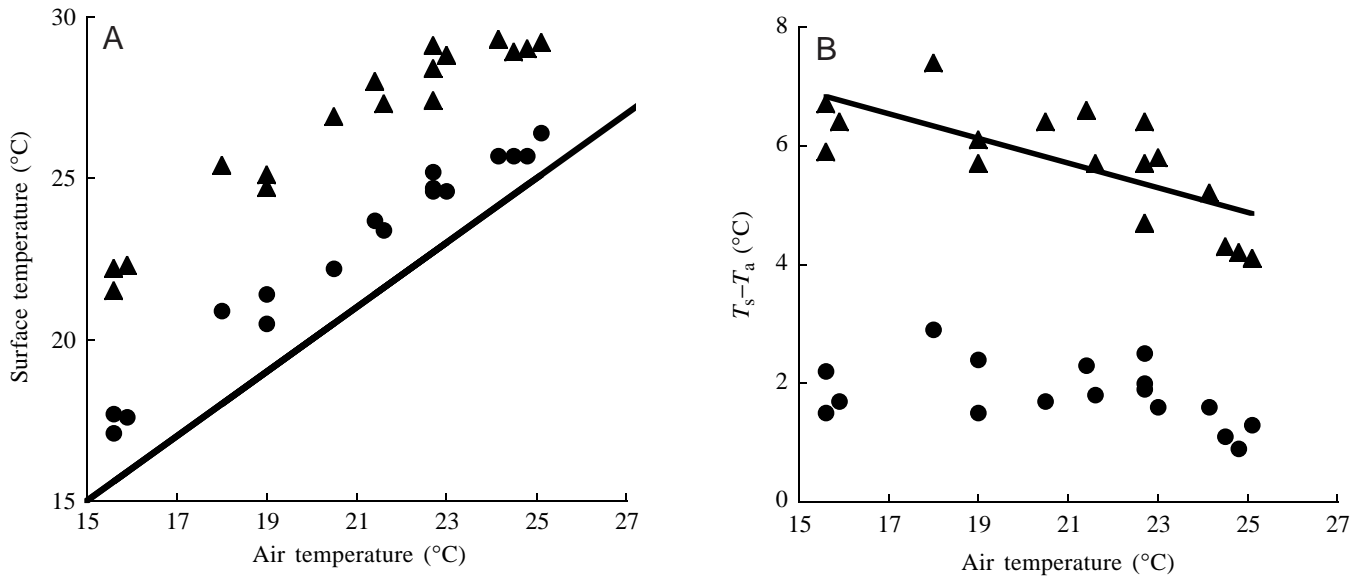 A
30
25
20
15
Surface temperature (°C)
15 17 19 21 23 25 27
Air temperature (°C)
B
8
6
4
2
0
Ts–Ta (°C)
15 17 19 21 23 25 27
Air temperature (°C)